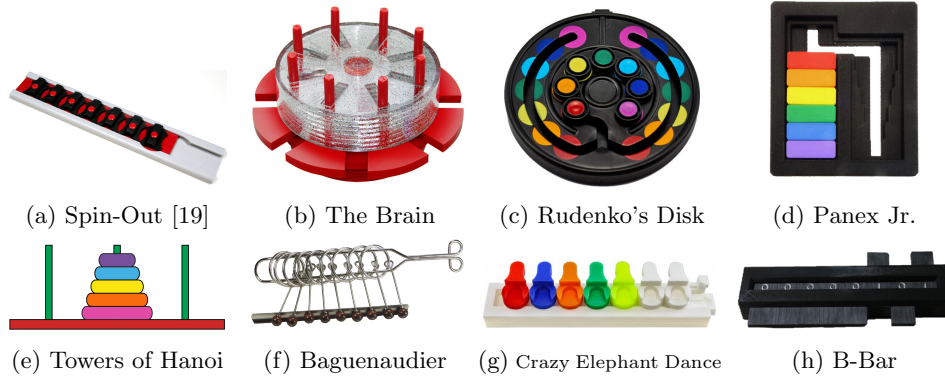 (a) Spin-Out [19]
(b) The Brain
(c) Rudenko's Disk
(d) Panex Jr.
(e) Towers of Hanoi
(f) Baguenaudier
(g) Crazy Elephant Dance
(h) B-Bar